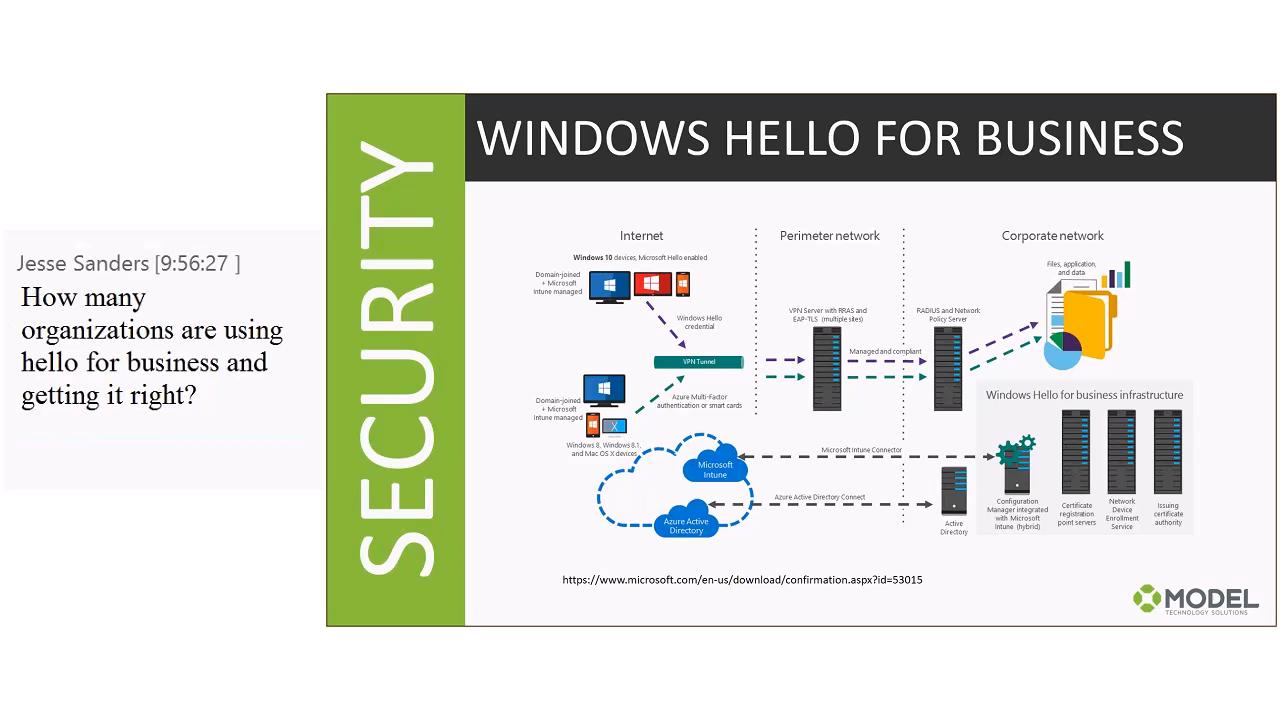 Jesse Sanders [9:56:27 ]
How many
organizations are using
hello for business and
getting it right?
SECURITY
WINDOWS HELLO FOR BUSINESS
Internet
Perimeter network
Corporate network
Windows 10 devices, Microsoft Hello enabled
Domain-joined
+ Microsoft
Intune managed
Windows Hello
credential
VPN Tunnel
Domain-joined
+ Microsoft
Intune managed
Azure Multi-Factor
authentication or smart cards
Windows 8, Windows 8.1,
and Mac OS X devices
VPN Server with RRAS and
EAP-TLS (multiple sites)
Managed and compliant
RADIUS and Network
Policy Server
Files, application,
and data
Windows Hello for business infrastructure
Microsoft
Intune
Microsoft Intune Connector
Azure Active
Directory
Azure Active Directory Connect
Active
Directory
Configuration
Manager integrated
with Microsoft
Intune (hybrid)
Certificate
registration
point servers
Network
Device
Enrollment
Service
Issuing
certificate
authority
https://www.microsoft.com/en-us/download/confirmation.aspx?id=53015
MODEL
TECHNOLOGY SOLUTIONS